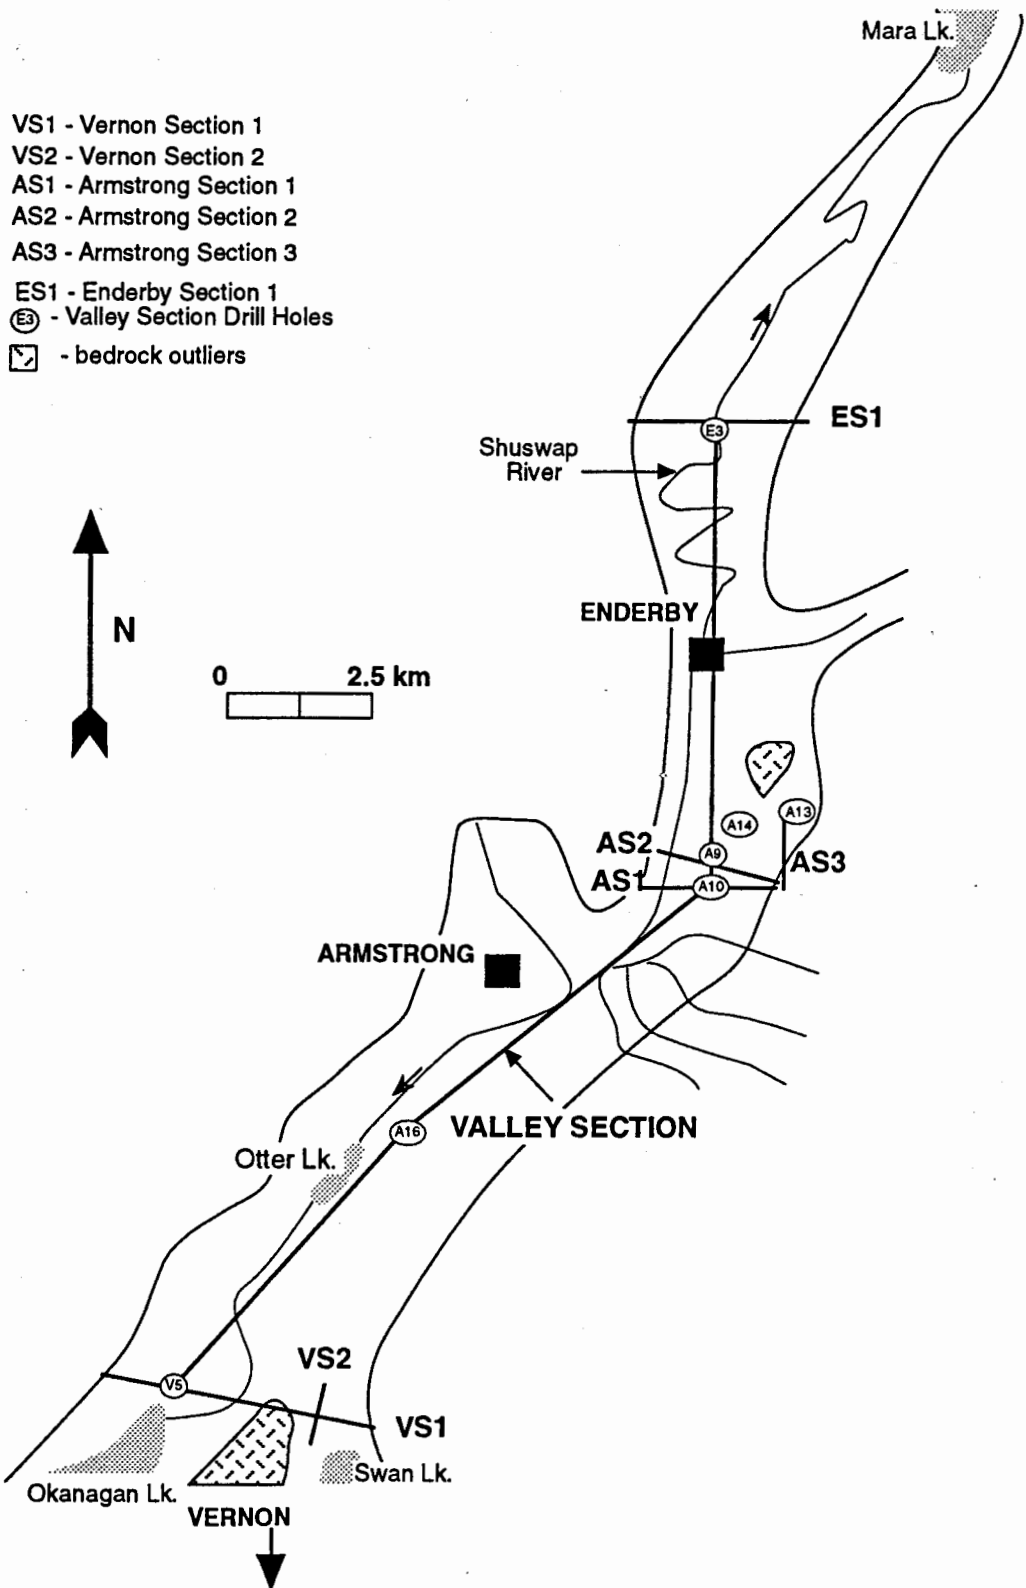 Mara Lk.
VS1 - Vernon Section 1
VS2 - Vernon Section 2
AS1 - Armstrong Section 1
AS2 - Armstrong Section 2
AS3 - Armstrong Section 3
ES1 - Enderby Section 1
E3 - Valley Section Drill Holes
- bedrock outliers
ES1
E3
Shuswap
River
ENDERBY
N
0 2.5 km
A13
A14
AS2
A9
AS3
AS1
A10
ARMSTRONG
VALLEY SECTION
A16
Otter Lk.
VS2
V5
VS1
Swan Lk.
Okanagan Lk.
VERNON